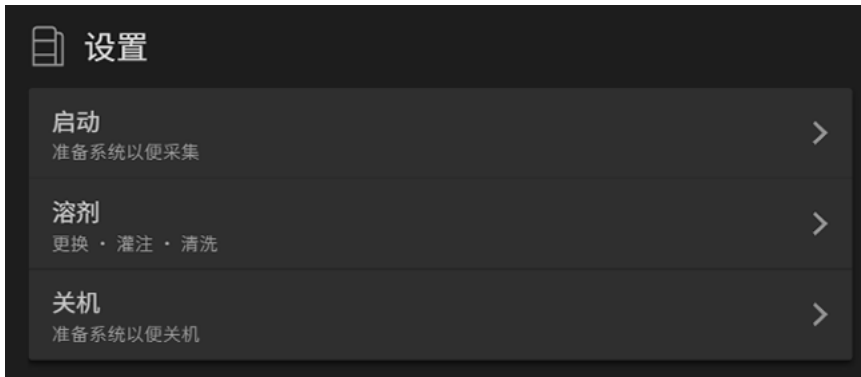 设置
启动
准备系统以便采集
溶剂
更换 · 灌注 · 清洗
关机
准备系统以便关机